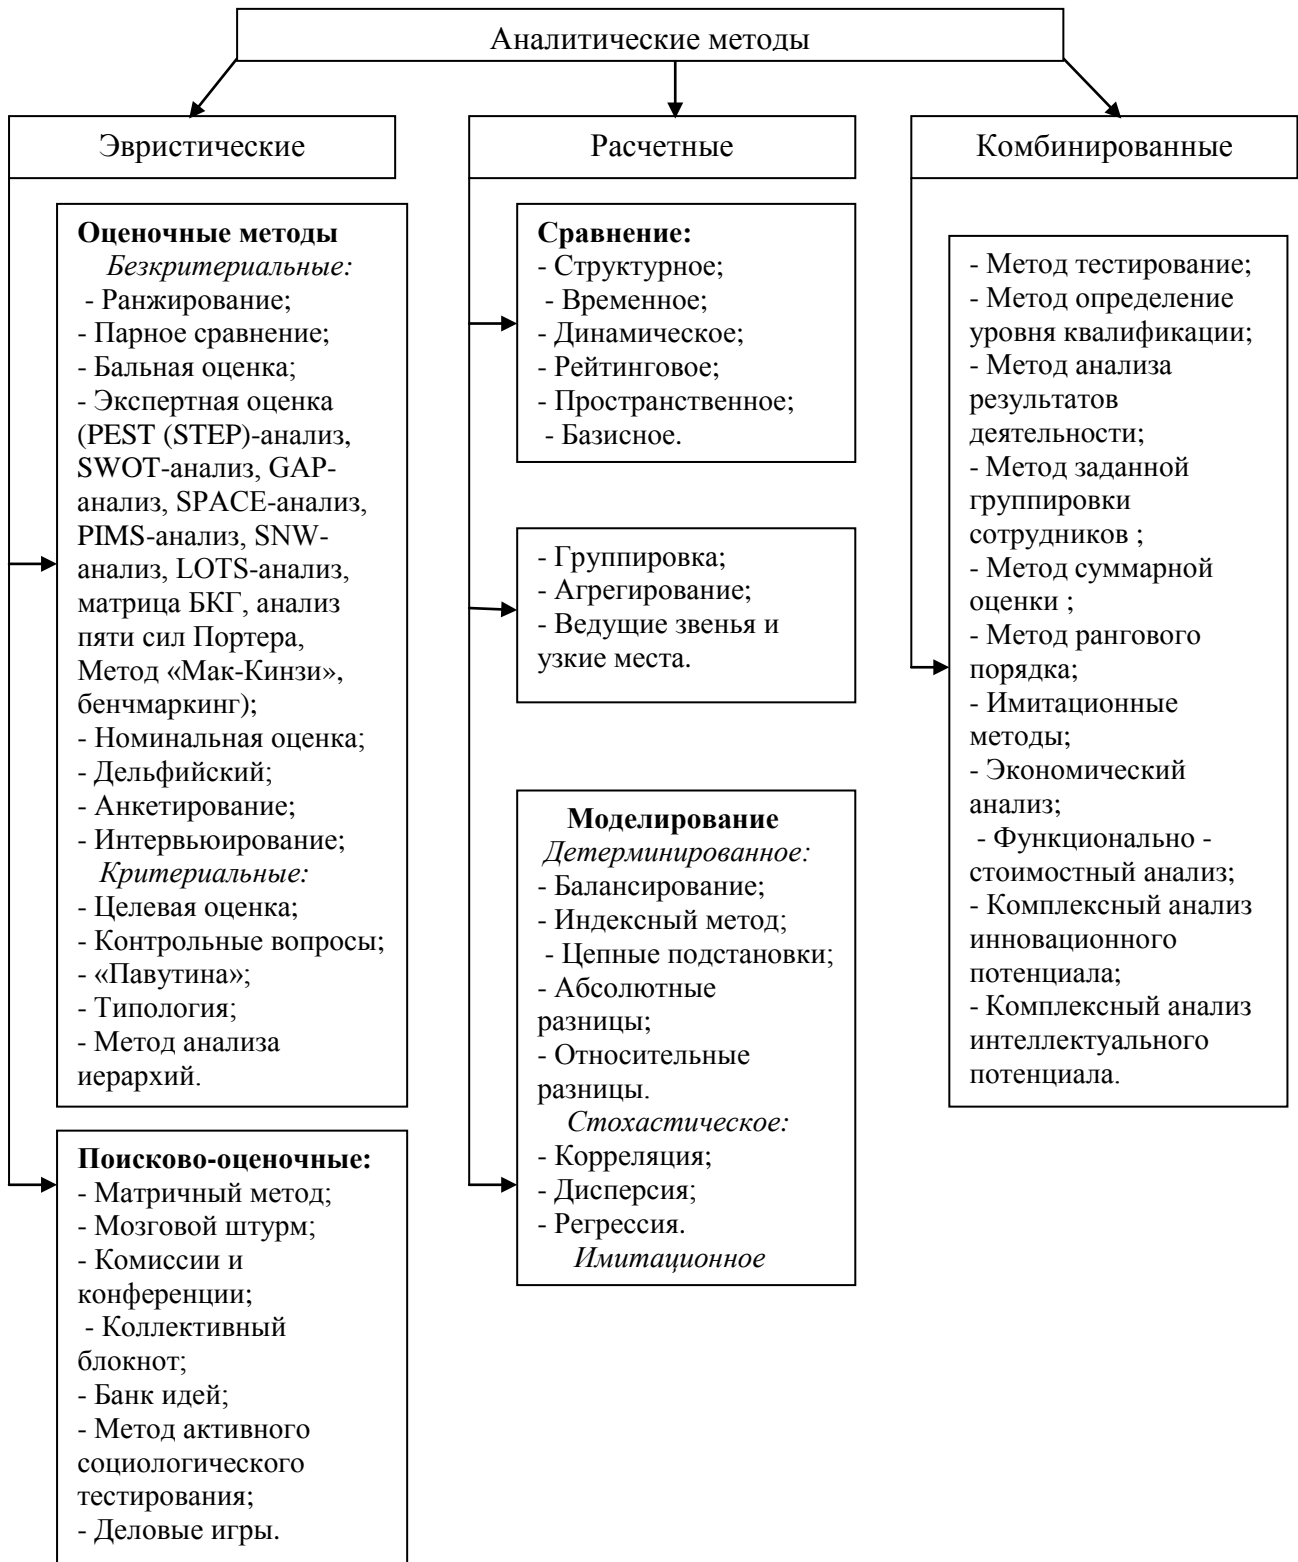 Аналитические методы
Эвристические
Оценочные методы
Безкритериальные:
- Ранжирование;
- Парное сравнение;
- Бальная оценка;
- Экспертная оценка
(PEST (STEP)-анализ,
SWOT-анализ, GAP-
анализ, SPACE-анализ,
PIMS-анализ, SNW-
анализ, LOTS-анализ,
матрица БКГ, анализ
пяти сил Портера,
Метод «Мак-Кинзи»,
бенчмаркинг);
- Номинальная оценка;
- Дельфийский;
- Анкетирование;
- Интервьюирование;
Критериальные:
- Целевая оценка;
- Контрольные вопросы;
- «Павутина»;
- Типология;
- Метод анализа
иерархий.
Поисково-оценочные:
- Матричный метод;
- Мозговой штурм;
- Комиссии и
конференции;
- Коллективный
блокнот;
- Банк идей;
- Метод активного
социологического
тестирования;
- Деловые игры.
Расчетные
Сравнение:
- Структурное;
- Временное;
- Динамическое;
- Рейтинговое;
- Пространственное;
- Базисное.
- Группировка;
- Агрегирование;
- Ведущие звенья и
узкие места.
Моделирование
Детерминированное:
- Балансирование;
- Индексный метод;
- Цепные подстановки;
- Абсолютные
разницы;
- Относительные
разницы.
Стохастическое:
- Корреляция;
- Дисперсия;
- Регрессия.
Имитационное
Комбинированные
- Метод тестирование;
- Метод определение
уровня квалификации;
- Метод анализа
результатов
деятельности;
- Метод заданной
группировки
сотрудников ;
- Метод суммарной
оценки ;
- Метод рангового
порядка;
- Имитационные
методы;
- Экономический
анализ;
- Функционально -
стоимостный анализ;
- Комплексный анализ
инновационного
потенциала;
- Комплексный анализ
интеллектуального
потенциала.